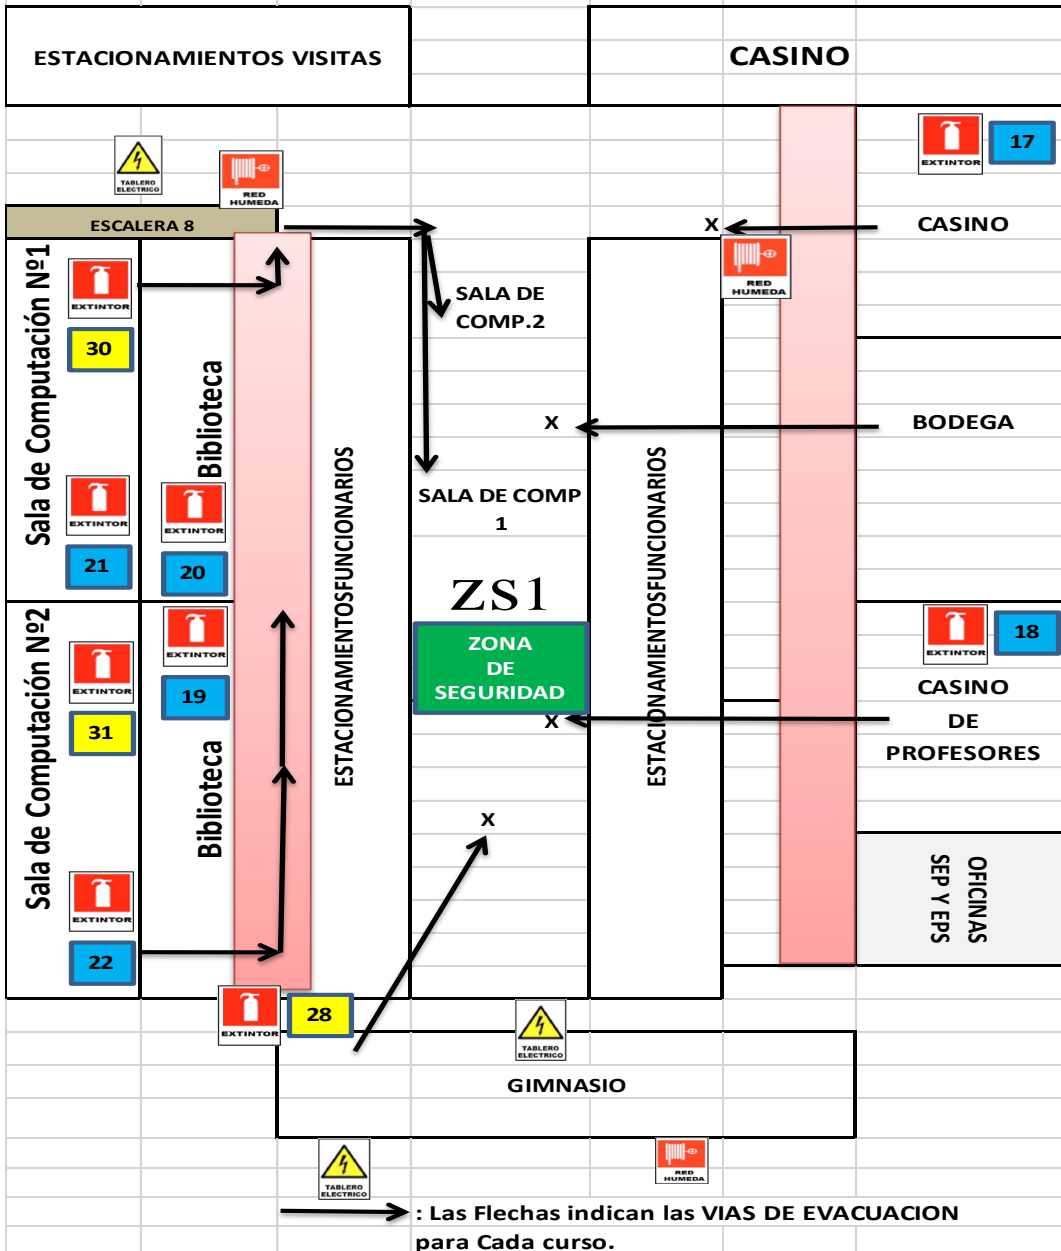 ESTACIONAMIENTOS VISITAS
CASINO
TABLERO
ELECTRICO
RED
HUMEDA
EXTINTOR
17
ESCALERA 8
X
CASINO
RED
HUMEDA
Sala de Computación Nº1
EXTINTOR
30
Biblioteca
SALA DE
COMP.2
X
BODEGA
ESTACIONAMIENTOSFUNCIONARIOS
ESTACIONAMIENTOSFUNCIONARIOS
EXTINTOR
21
EXTINTOR
20
SALA DE COMP
1
ZS1
ZONA
DE
SEGURIDAD
X
Sala de Computación Nº2
EXTINTOR
31
EXTINTOR
19
Biblioteca
EXTINTOR
18
CASINO
DE
PROFESORES
X
EXTINTOR
22
OFICINAS
SEP Y EPS
EXTINTOR
28
TABLERO
ELECTRICO
GIMNASIO
TABLERO
ELECTRICO
RED
HUMEDA
: Las Flechas indican las VIAS DE EVACUACION
para Cada curso.